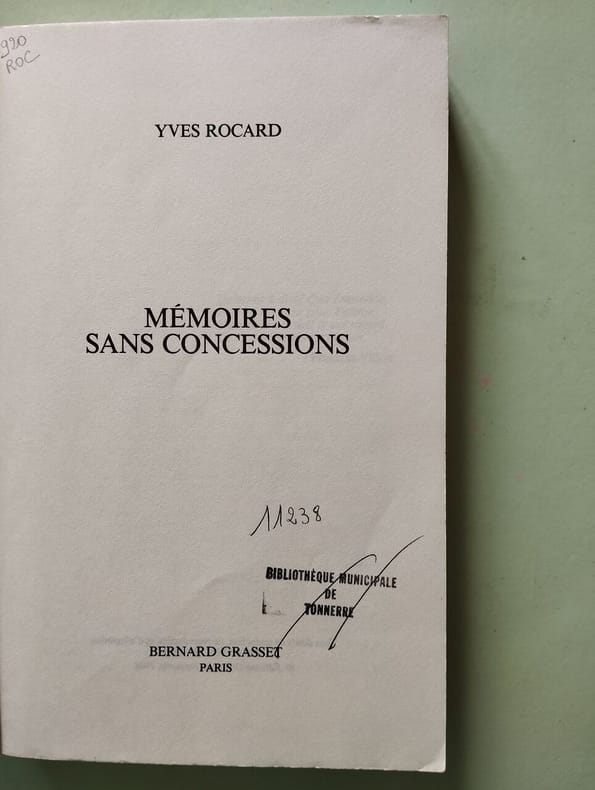 920
ROC
YVES ROCARD
MÉMOIRES
SANS CONCESSIONS
11238
BIBLIOTHÈQUE MUNICIPALE
DE
TONNERRE
BERNARD GRASSET
PARIS